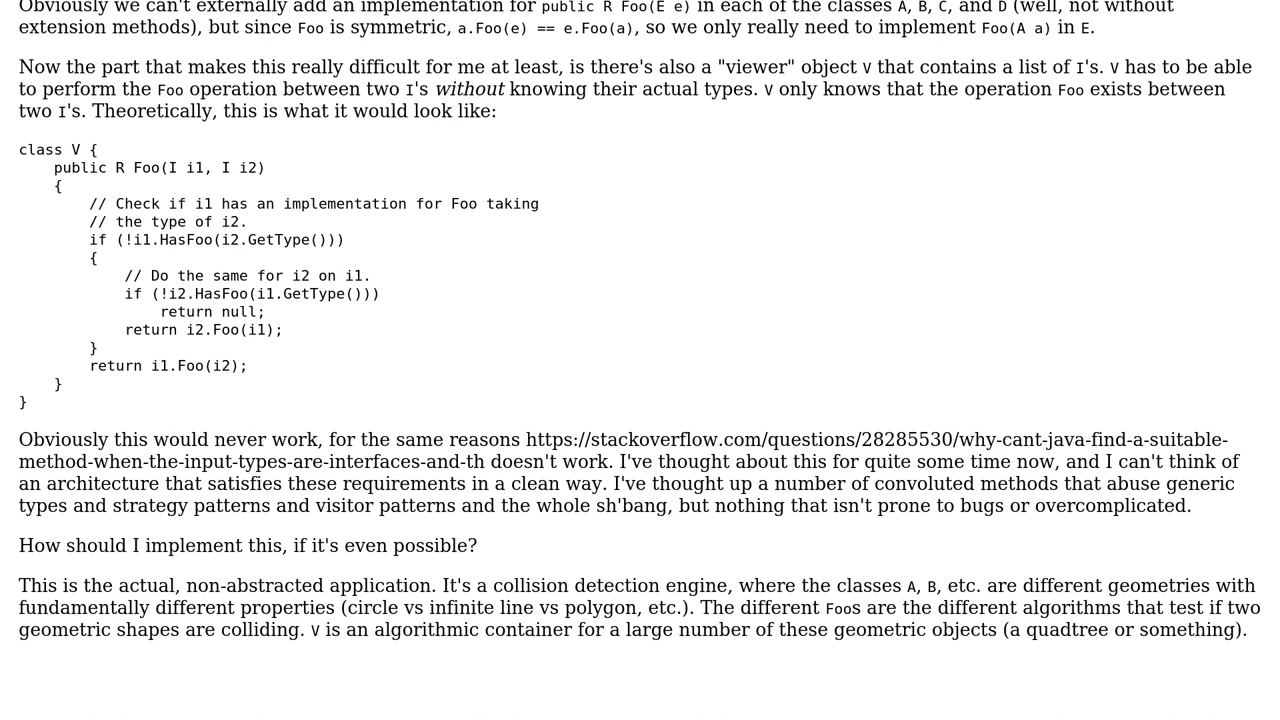 Obviously we can't externally add an implementation for public R Foo(E e) in each of the classes A, B, C, and D (well, not without
extension methods), but since Foo is symmetric, a.Foo(e) == e.Foo(a), so we only really need to implement Foo(A a) in E.
Now the part that makes this really difficult for me at least, is there's also a "viewer" object V that contains a list of I's. V has to be able
to perform the Foo operation between two I's without knowing their actual types. V only knows that the operation Foo exists between
two I's. Theoretically, this is what it would look like:
class V {
    public R Foo(I i1, I i2)
    {
        // Check if i1 has an implementation for Foo taking
        // the type of i2.
        if (!i1.HasFoo(i2.GetType()))
        {
            // Do the same for i2 on i1.
            if (!i2.HasFoo(i1.GetType()))
                return null;
            return i2.Foo(i1);
        }
        return i1.Foo(i2);
    }
}
Obviously this would never work, for the same reasons https://stackoverflow.com/questions/28285530/why-cant-java-find-a-suitable-
method-when-the-input-types-are-interfaces-and-th doesn't work. I've thought about this for quite some time now, and I can't think of
an architecture that satisfies these requirements in a clean way. I've thought up a number of convoluted methods that abuse generic
types and strategy patterns and visitor patterns and the whole sh'bang, but nothing that isn't prone to bugs or overcomplicated.
How should I implement this, if it's even possible?
This is the actual, non-abstracted application. It's a collision detection engine, where the classes A, B, etc. are different geometries with
fundamentally different properties (circle vs infinite line vs polygon, etc.). The different Foos are the different algorithms that test if two
geometric shapes are colliding. V is an algorithmic container for a large number of these geometric objects (a quadtree or something).